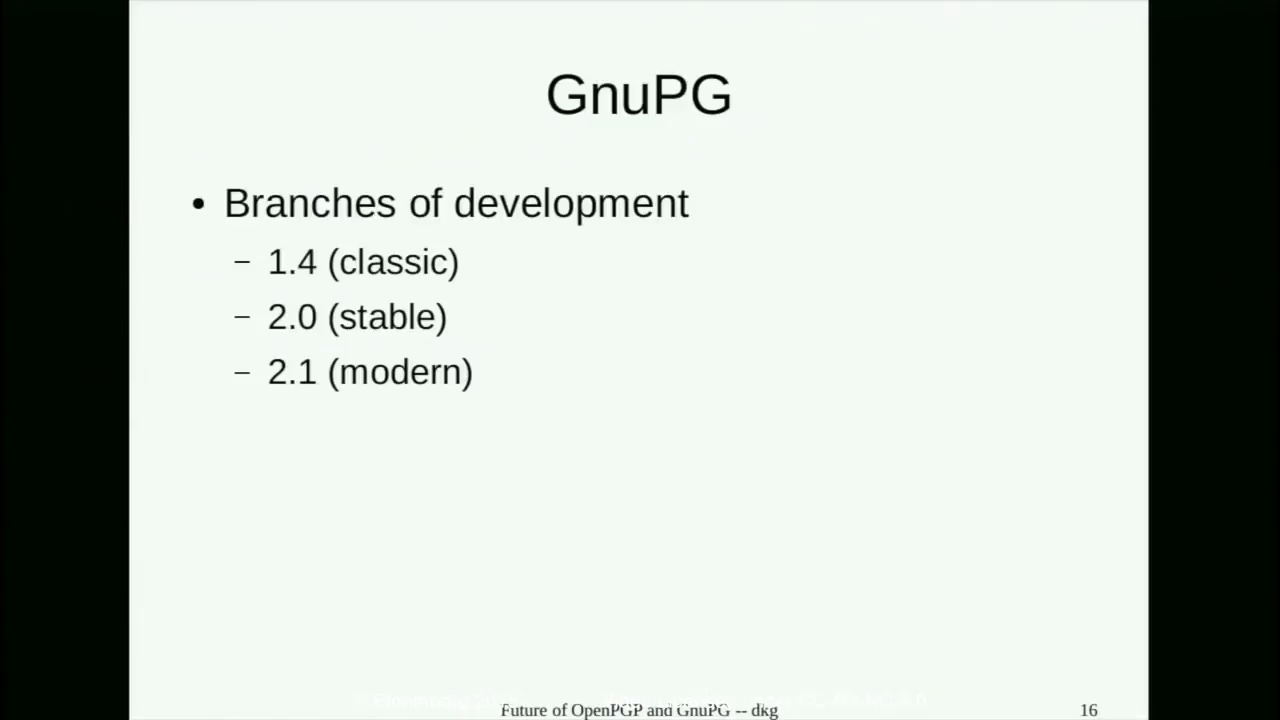 GnuPG
• Branches of development
– 1.4 (classic)
– 2.0 (stable)
– 2.1 (modern)
Future of OpenPGP and GnuPG -- dkg
16